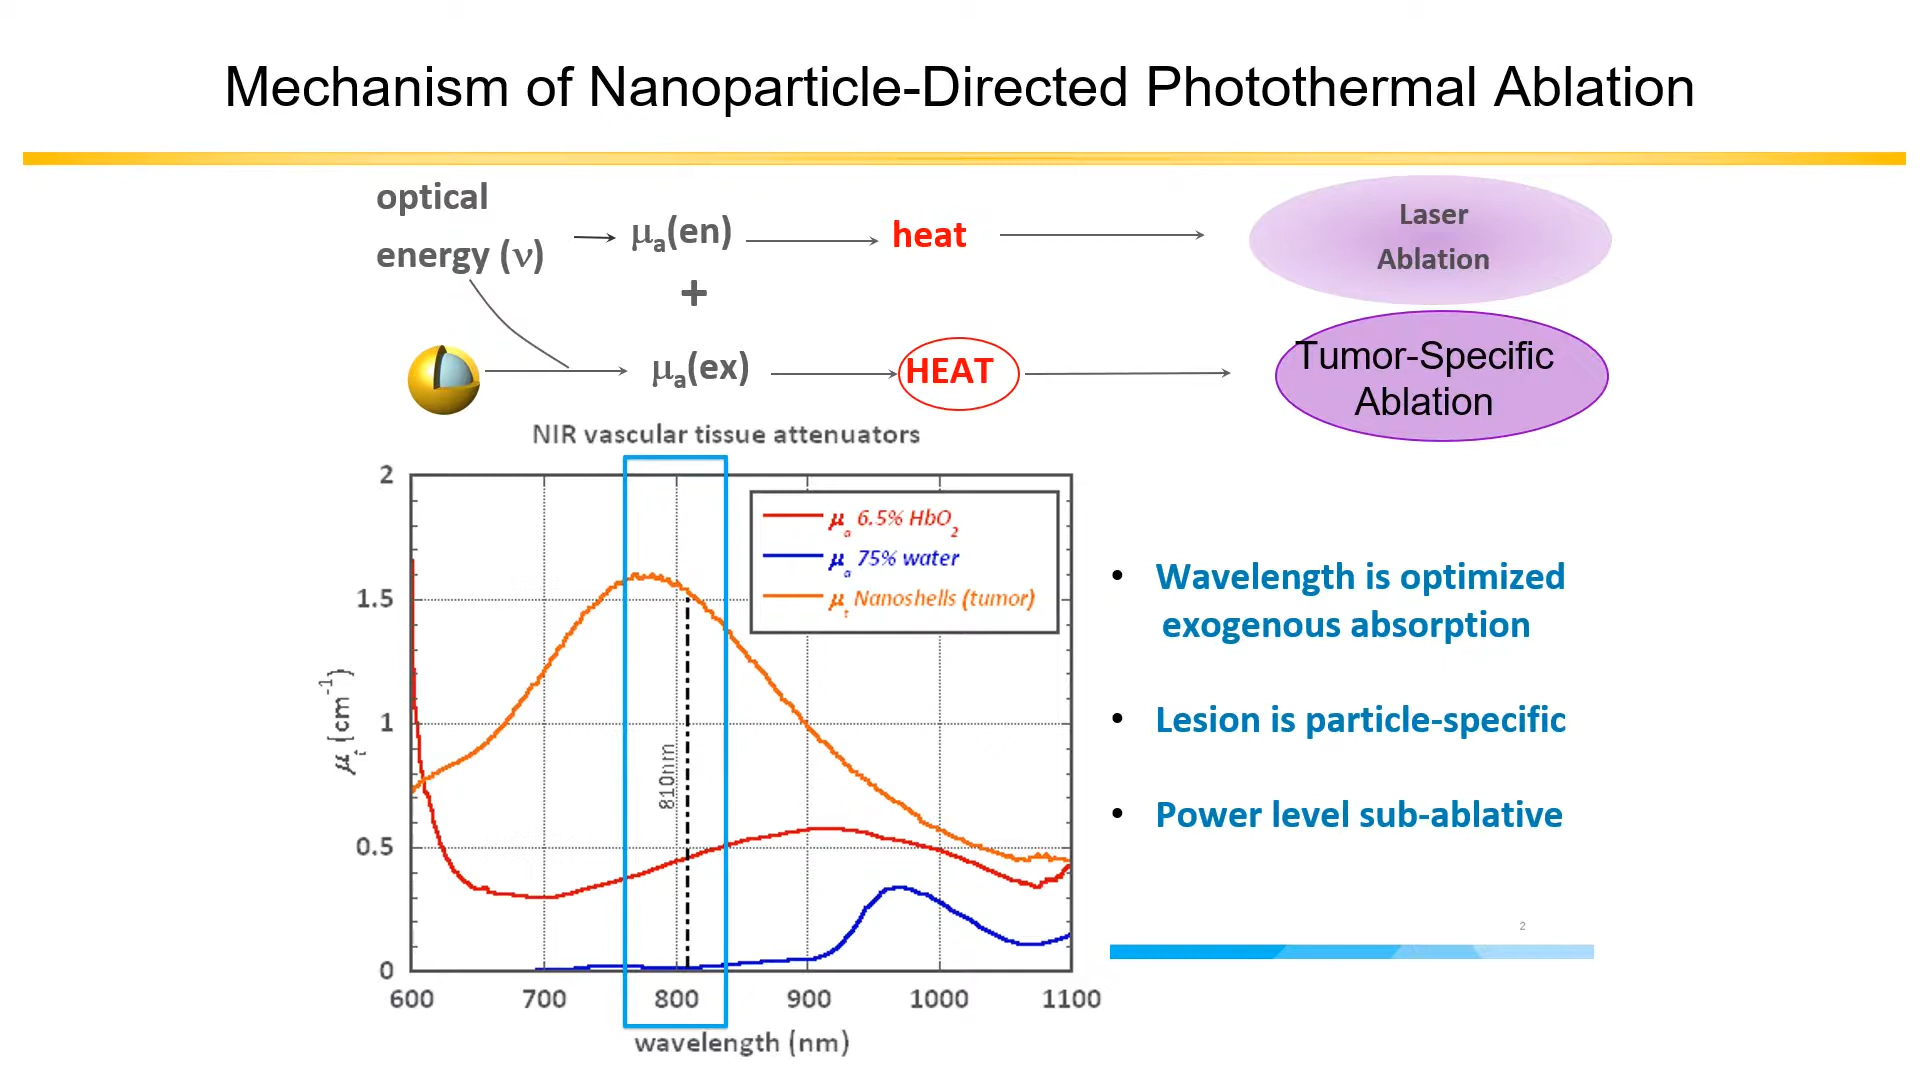 Mechanism of Nanoparticle-Directed Photothermal Ablation
optical
energy (ν)
μa(en)
heat
Laser
Ablation
+
μa(ex)
HEAT
Tumor-Specific
Ablation
NIR vascular tissue attenuators
2
1.5
1
0.5
0
μt (cm-1)
μa 6.5% HbO2
μa 75% water
μt Nanoshells (tumor)
810nm
600 700 800 900 1000 1100
wavelength (nm)
• Wavelength is optimized
exogenous absorption
• Lesion is particle-specific
• Power level sub-ablative
2